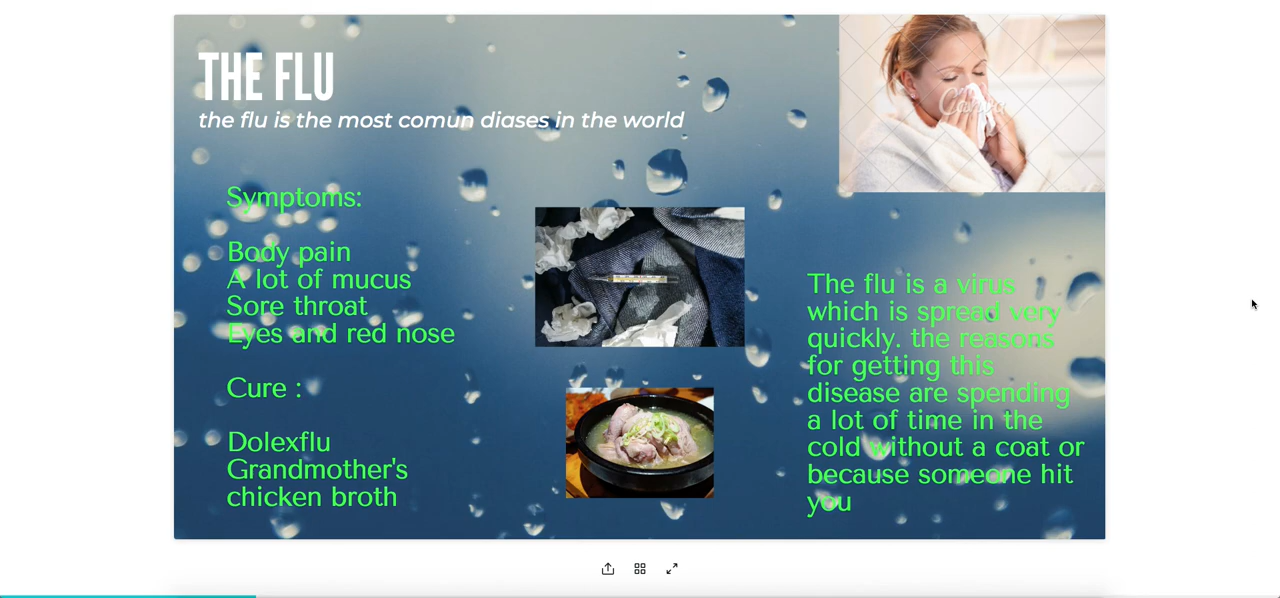 THE FLU
the flu is the most comun diases in the world
Symptoms:
Body pain
A lot of mucus
Sore throat
Eyes and red nose
Cure :
Dolexflu
Grandmother's
chicken broth
Canva
The flu is a virus
which is spread very
quickly. the reasons
for getting this
disease are spending
a lot of time in the
cold without a coat or
because someone hit
you